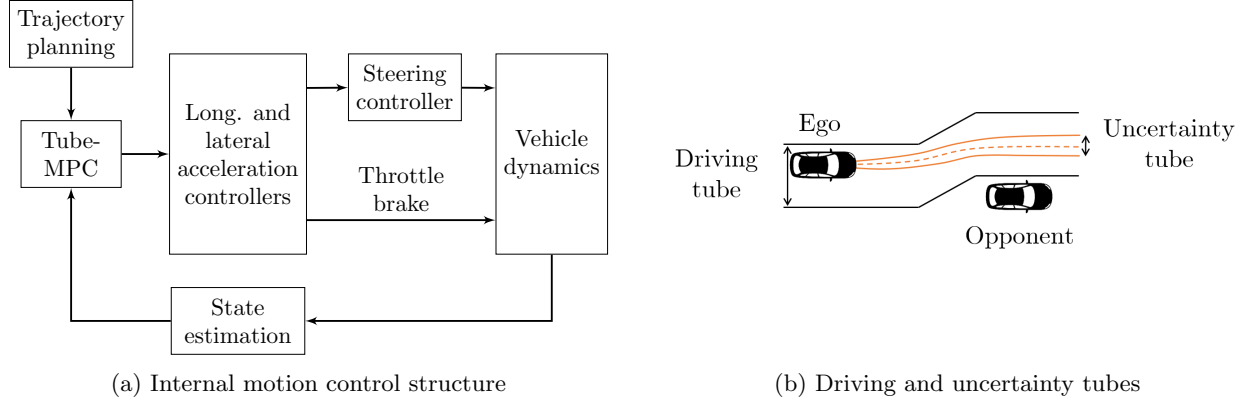 Trajectory
planning
Tube-
MPC
Long. and
lateral
acceleration
controllers
Steering
controller
Throttle
brake
Vehicle
dynamics
State
estimation
(a) Internal motion control structure
Ego
Driving
tube
Uncertainty
tube
Opponent
(b) Driving and uncertainty tubes